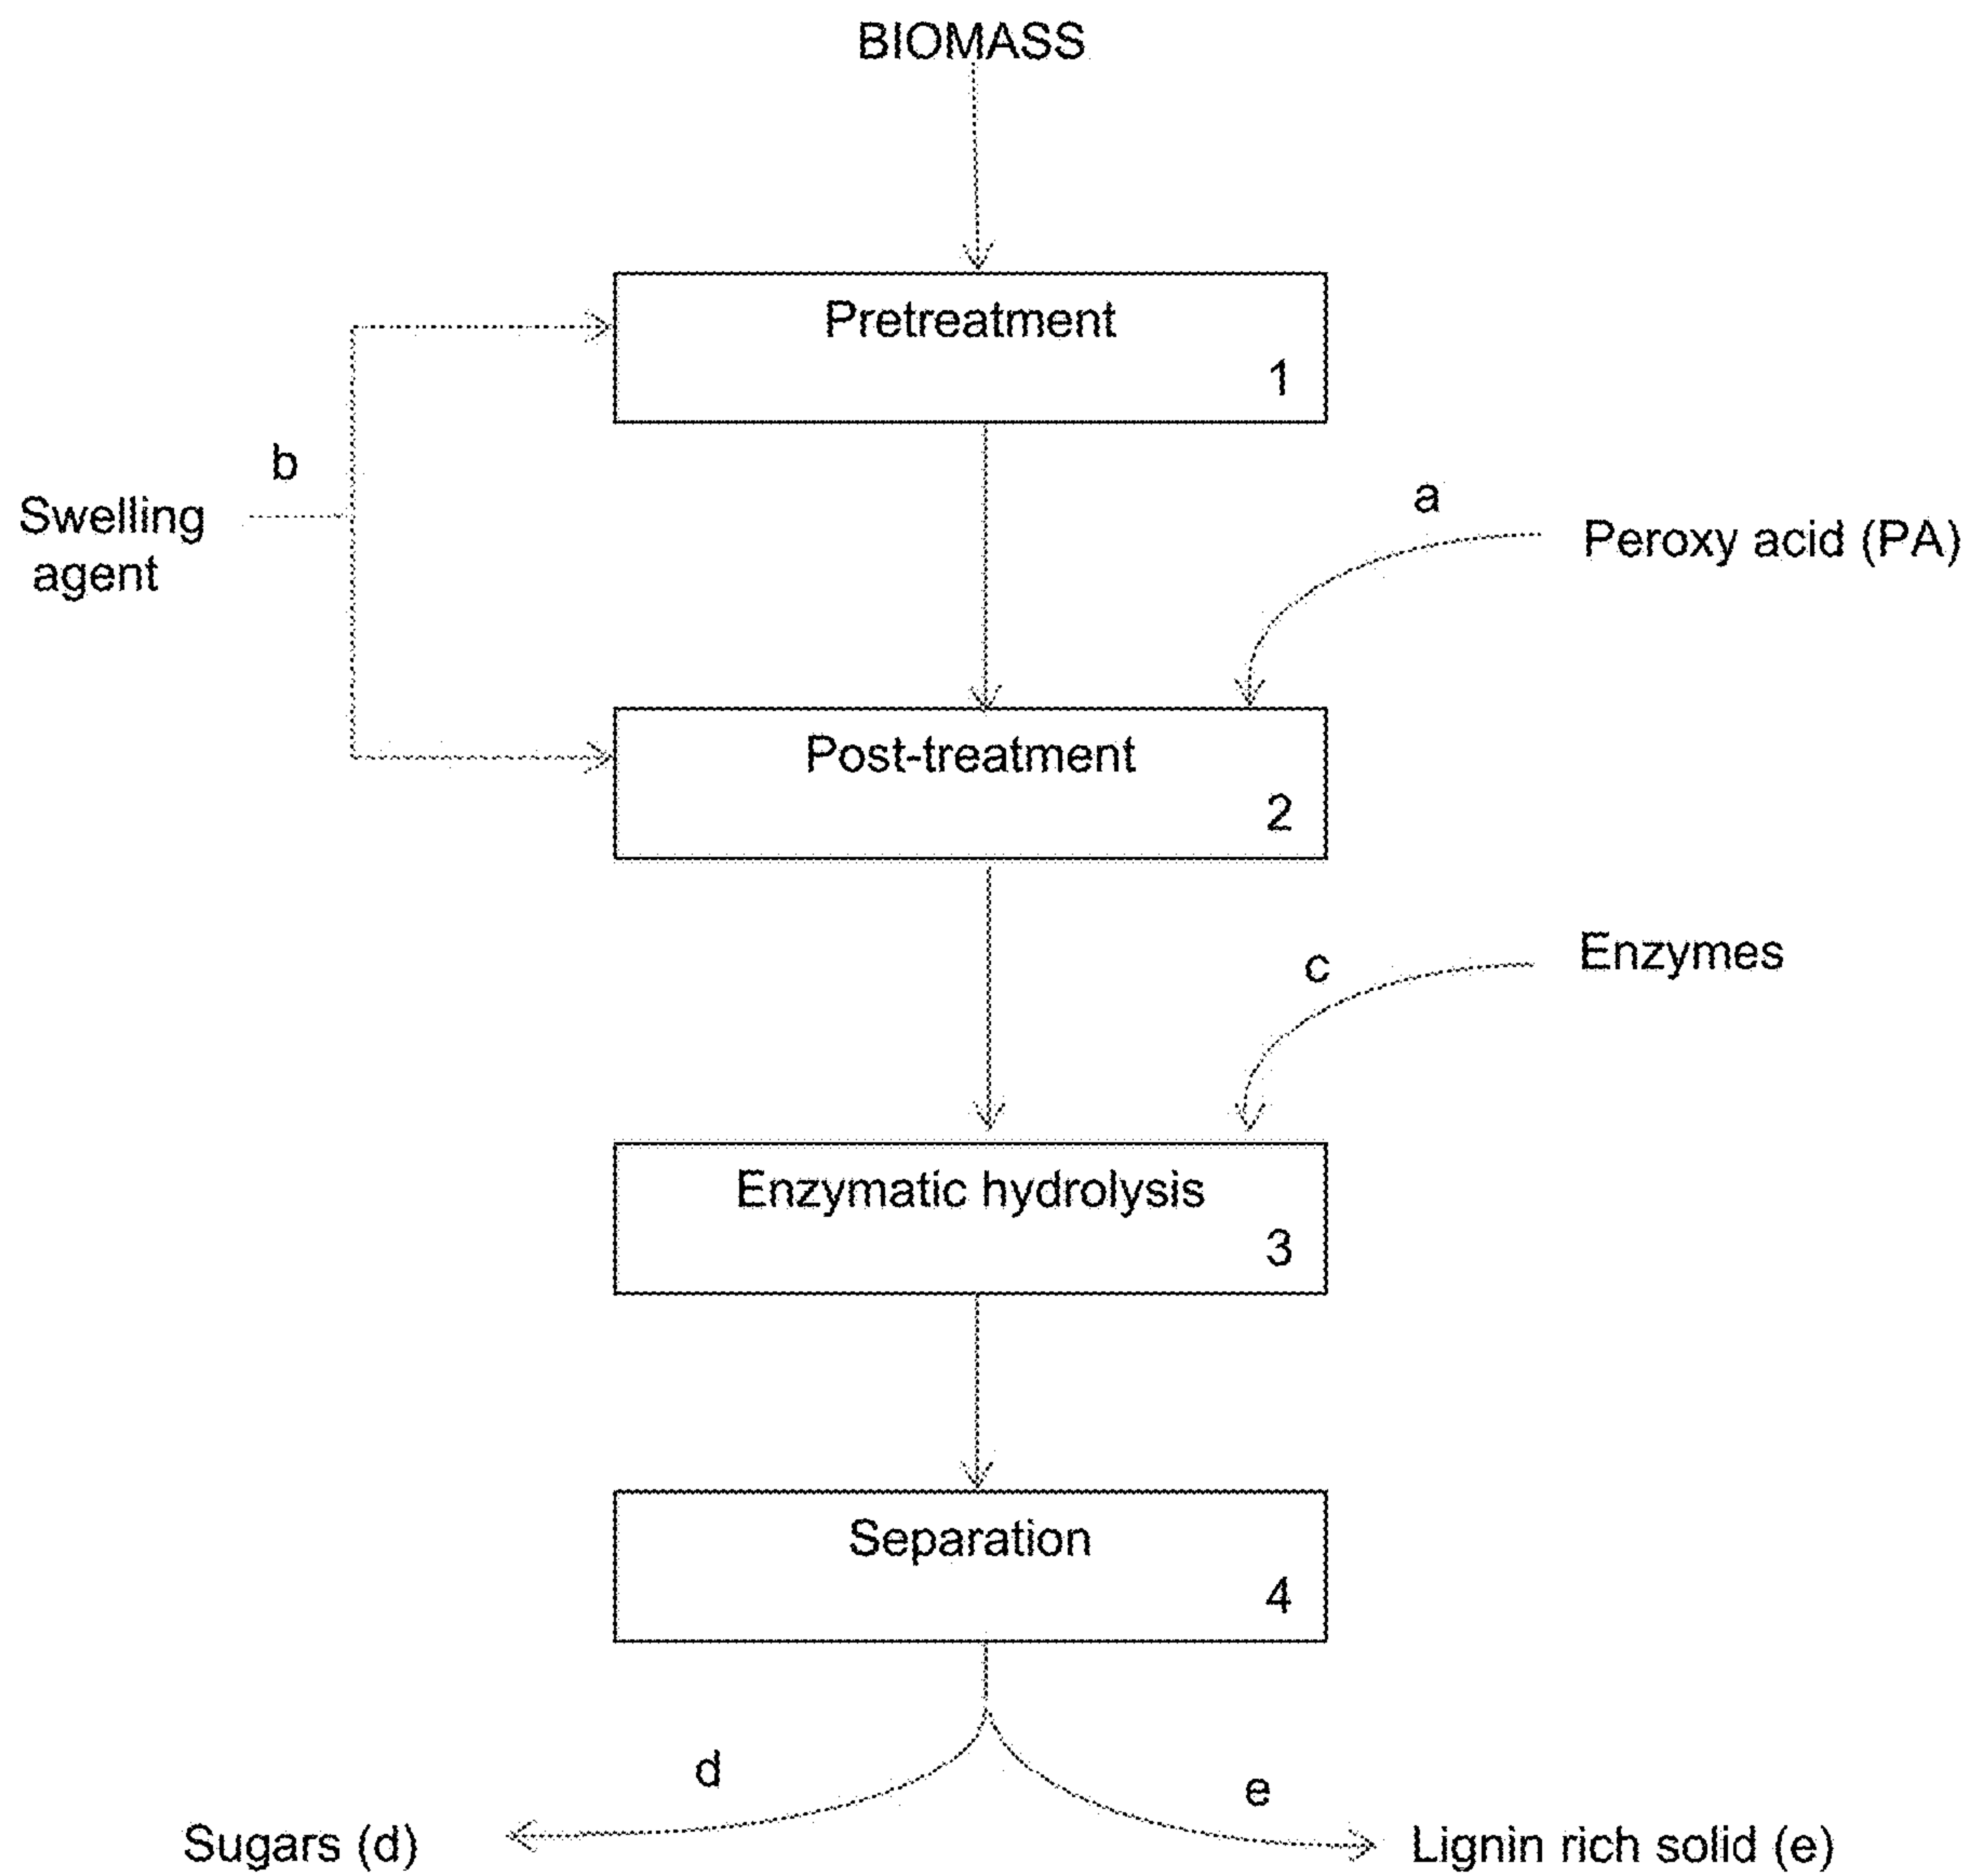 BIOMASS
Pretreatment
1
b
Swelling
agent
a
Peroxy acid (PA)
Post-treatment
2
c
Enzymes
Enzymatic hydrolysis
3
Separation
4
d
e
Sugars (d)
Lignin rich solid (e)